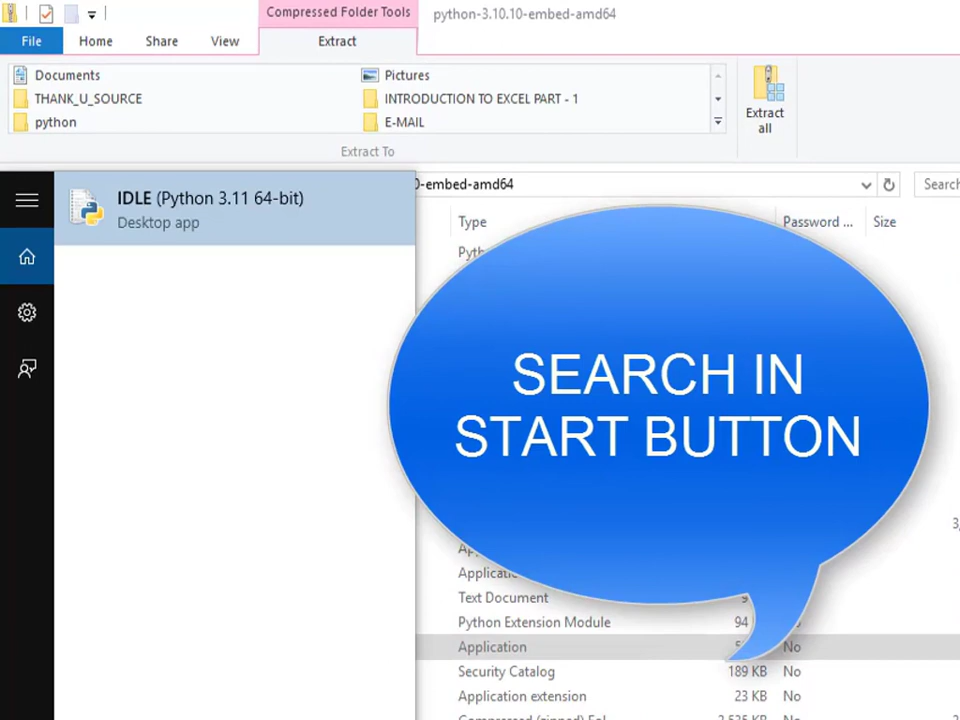 Compressed Folder Tools
python-3.10.10-embed-amd64
File
Home
Share
View
Extract
Documents
Pictures
THANK_U_SOURCE
INTRODUCTION TO EXCEL PART - 1
python
E-MAIL
Extract all
Extract To
-embed-amd64
Search
IDLE (Python 3.11 64-bit)
Desktop app
Type
Password ...
Size
SEARCH IN
START BUTTON
Text Document
Python Extension Module 94
Application
No
Security Catalog 189 KB No
Application extension 23 KB No